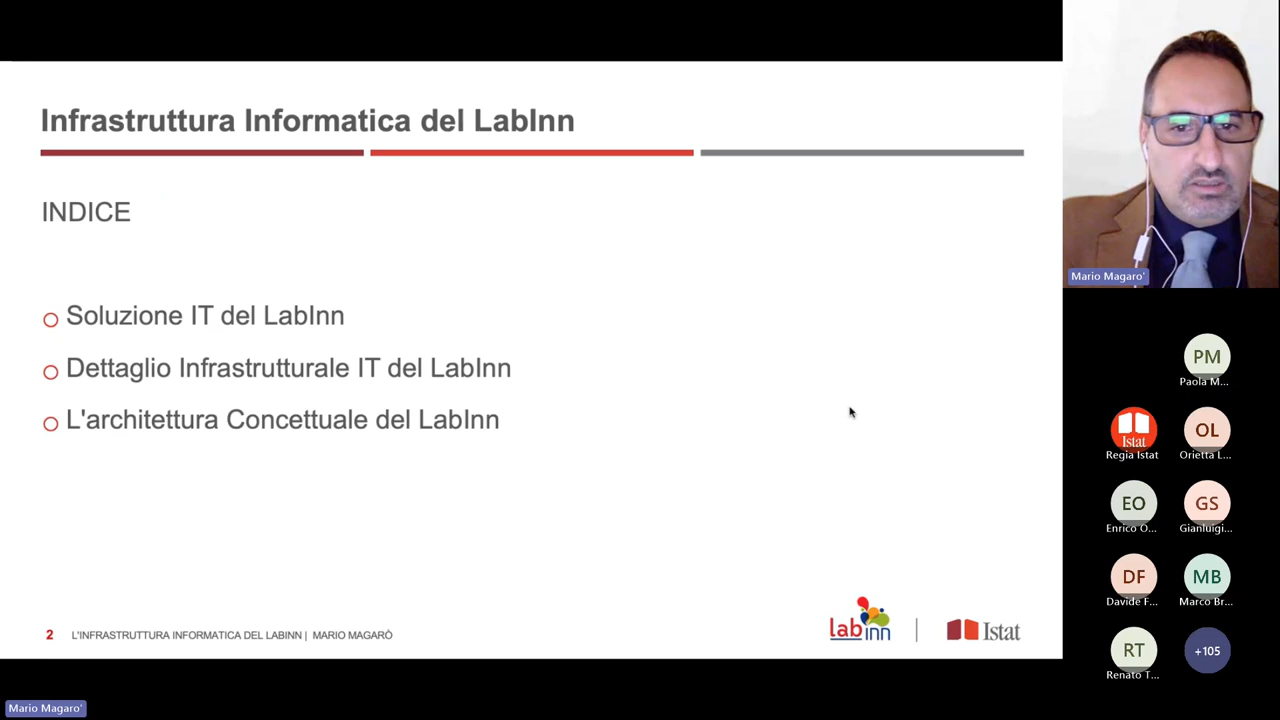 Infrastruttura Informatica del LabInn
INDICE
Soluzione IT del LabInn
Dettaglio Infrastrutturale IT del LabInn
L'architettura Concettuale del LabInn
2 L'INFRASTRUTTURA INFORMATICA DEL LABINN | MARIO MAGARÒ
lab inn
Istat
Mario Magaro'
Mario Magaro'
PM
Paola M...
Istat
Regia Istat
OL
Orietta L...
EO
Enrico O...
GS
Gianluigi...
DF
Davide F...
MB
Marco Br...
RT
Renato T...
+105